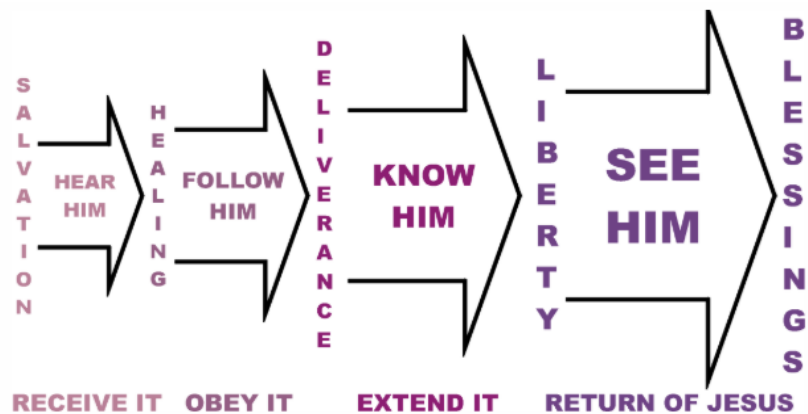 SALVATION
HEAR
HIM
HEALING
FOLLOW
HIM
DELIVERANCE
KNOW
HIM
LIBERTY
SEE
HIM
BLESSINGS
RECEIVE IT
OBEY IT
EXTEND IT
RETURN OF JESUS